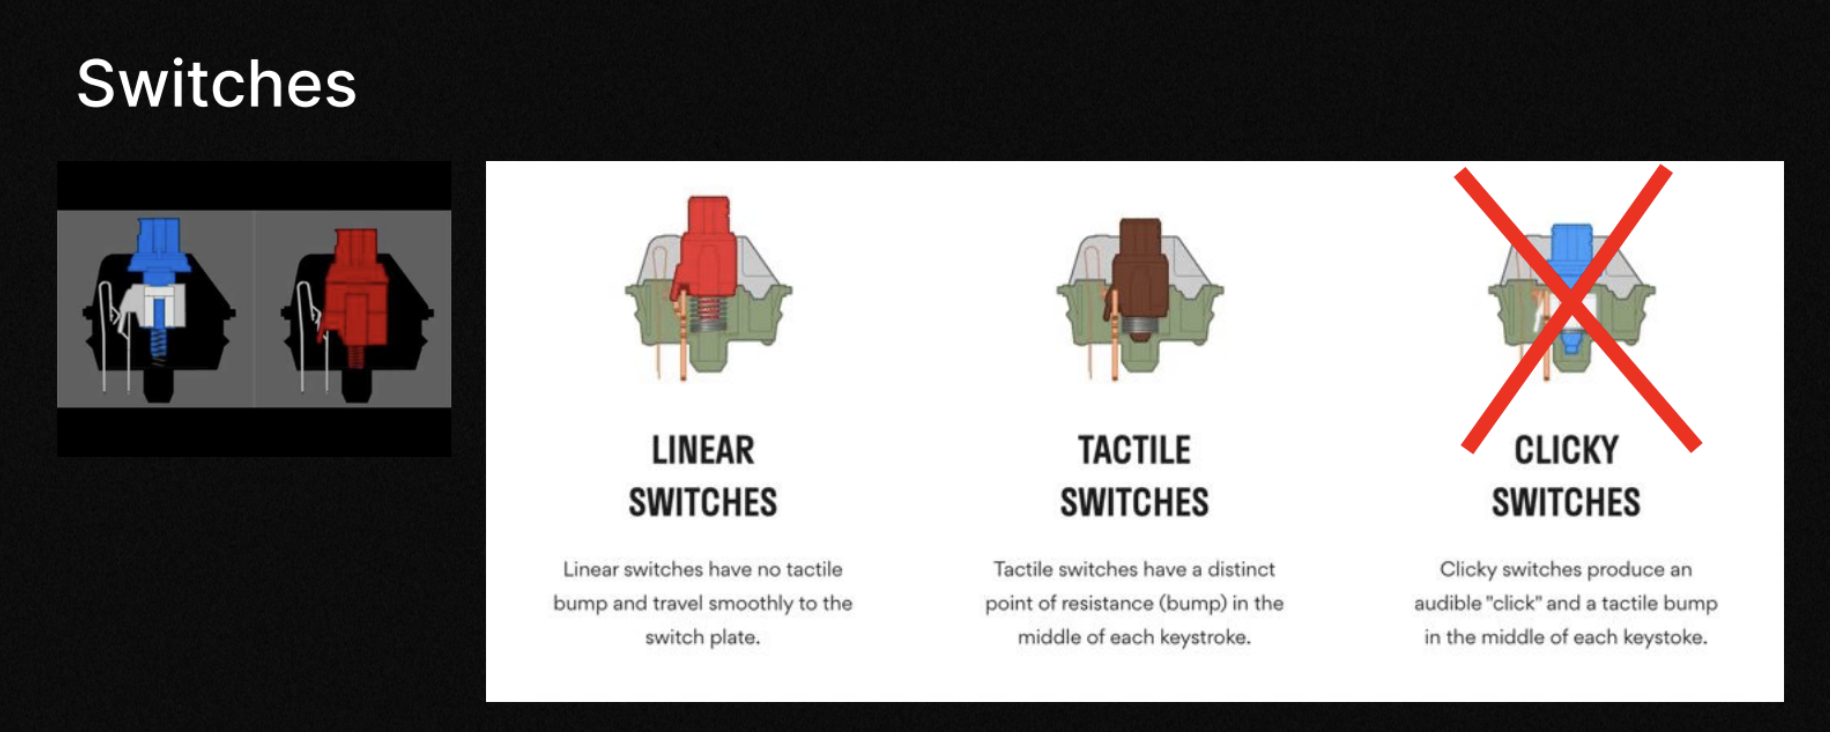 Switches
LINEAR
SWITCHES
Linear switches have no tactile
bump and travel smoothly to the
switch plate.
TACTILE
SWITCHES
Tactile switches have a distinct
point of resistance (bump) in the
middle of each keystroke.
CLICKY
SWITCHES
Clicky switches produce an
audible "click" and a tactile bump
in the middle of each keystoke.